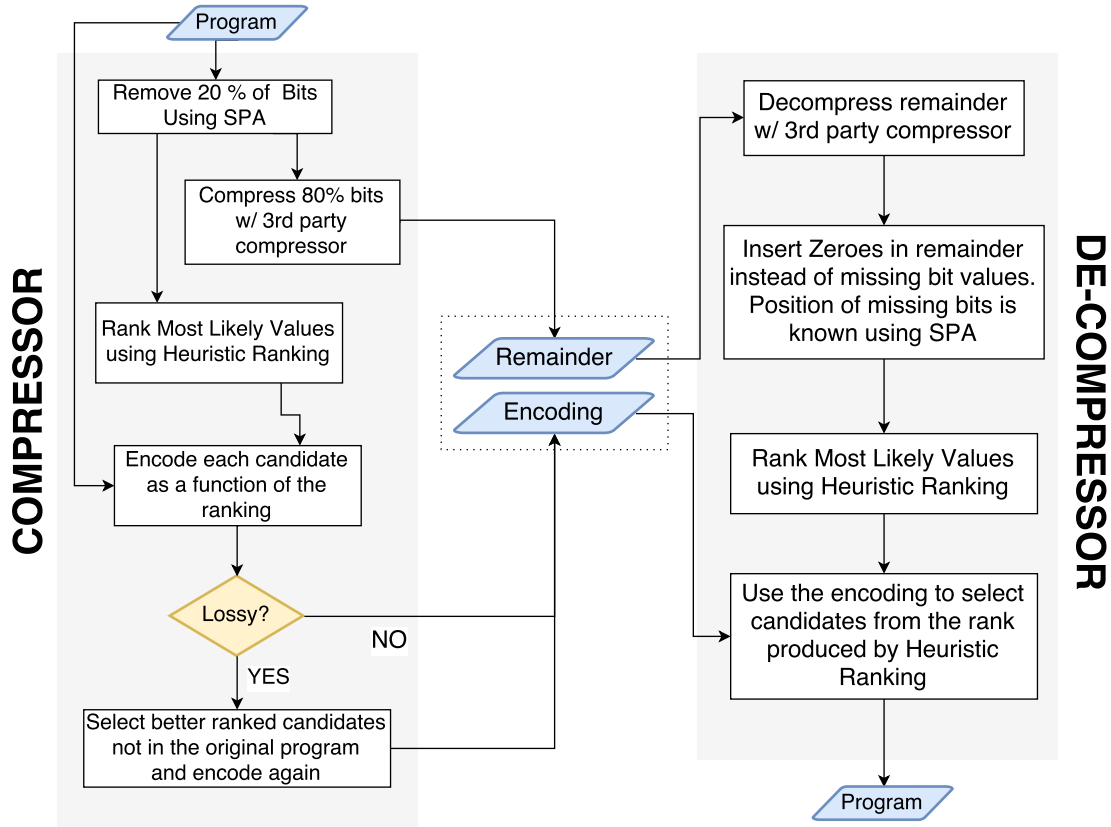 Program
Remove 20 % of Bits
Using SPA
Compress 80% bits
w/ 3rd party
compressor
Rank Most Likely Values
using Heuristic Ranking
Encode each candidate
as a function of the
ranking
Lossy?
NO
YES
Select better ranked candidates
not in the original program
and encode again
COMPRESSOR
Remainder
Encoding
Decompress remainder
w/ 3rd party compressor
Insert Zeroes in remainder
instead of missing bit values.
Position of missing bits is
known using SPA
Rank Most Likely Values
using Heuristic Ranking
Use the encoding to select
candidates from the rank
produced by Heuristic
Ranking
Program
DE-COMPRESSOR